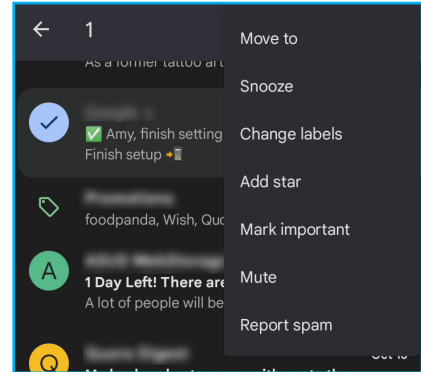 1
As a former tattoo art
✅ Amy, finish setting
Finish setup
foodpanda, Wish, Quo
A
1 Day Left! There are
A lot of people will be
Q
Move to
Snooze
Change labels
Add star
Mark important
Mute
Report spam